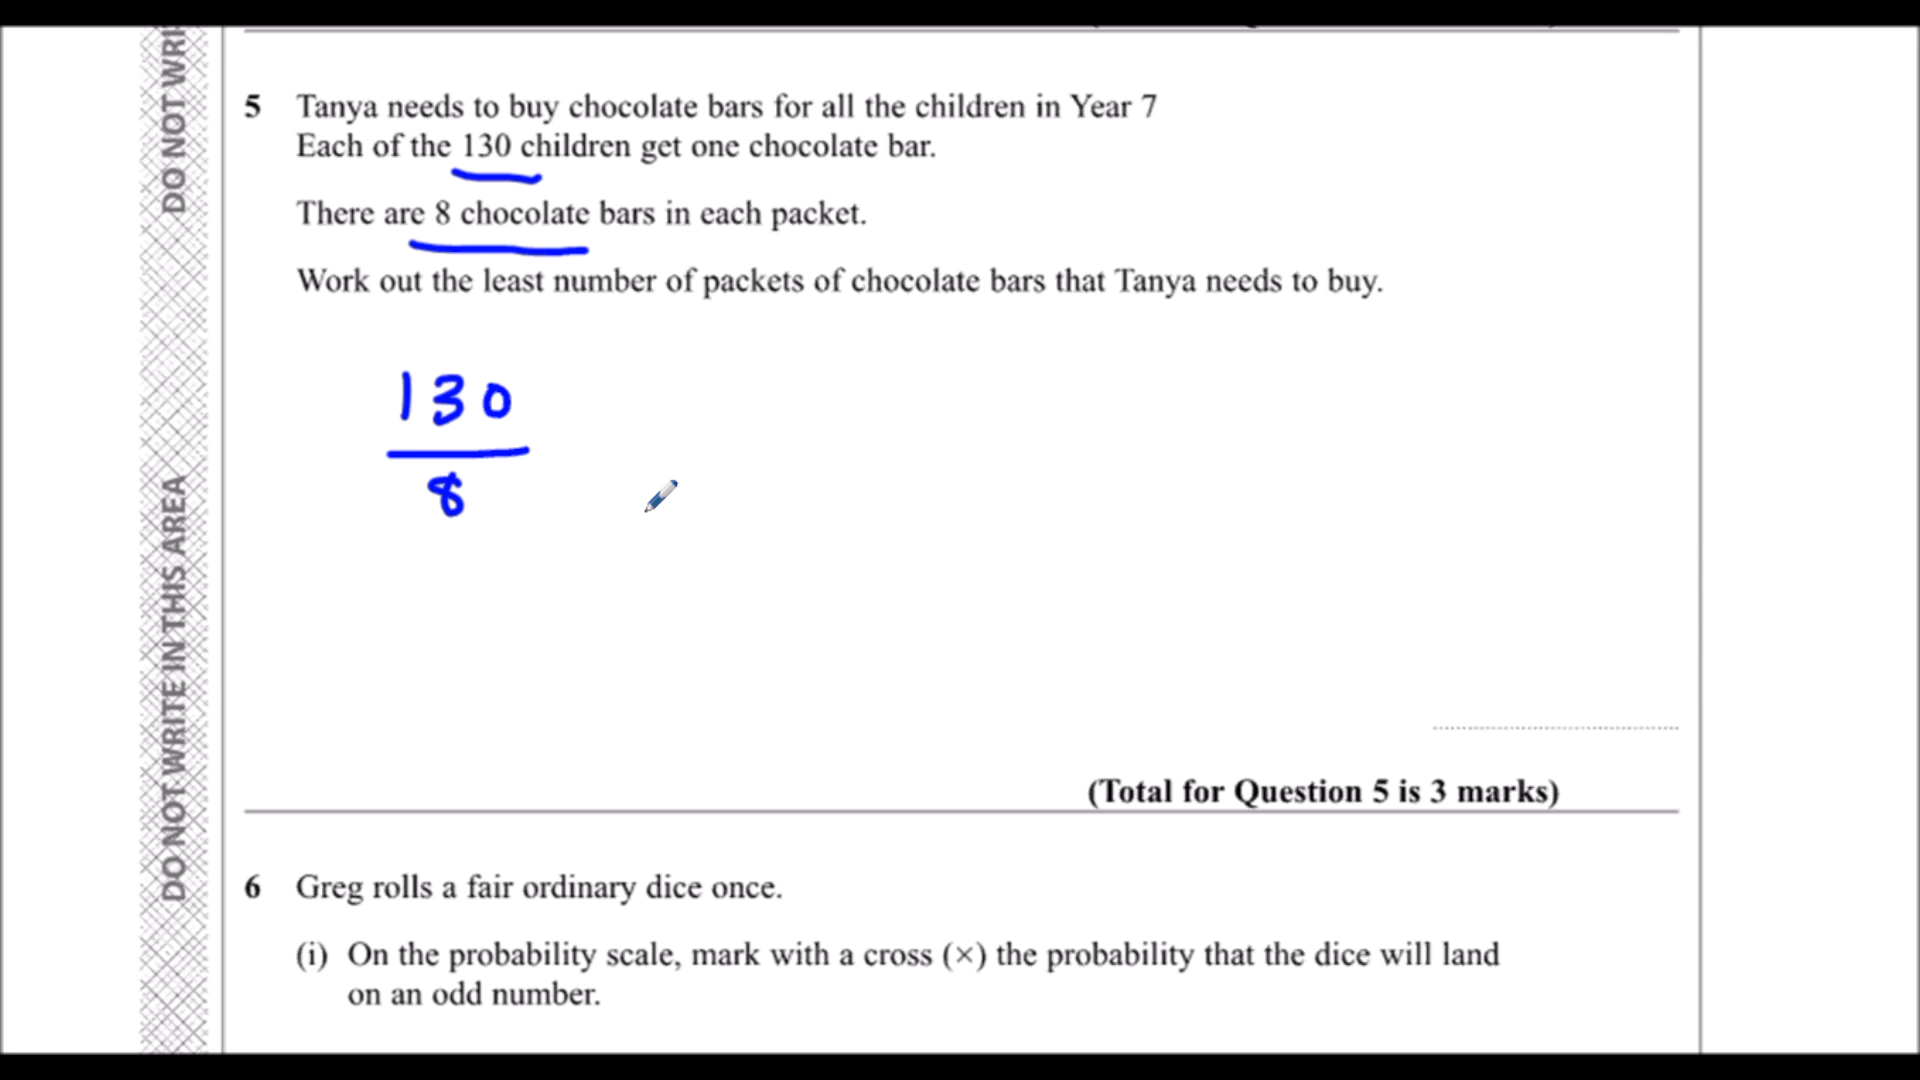 DO NOT WRI
DO NOT WRITE IN THIS AREA
5 Tanya needs to buy chocolate bars for all the children in Year 7
Each of the 130 children get one chocolate bar.
There are 8 chocolate bars in each packet.
Work out the least number of packets of chocolate bars that Tanya needs to buy.
130
8
(Total for Question 5 is 3 marks)
6 Greg rolls a fair ordinary dice once.
(i) On the probability scale, mark with a cross (×) the probability that the dice will land
on an odd number.